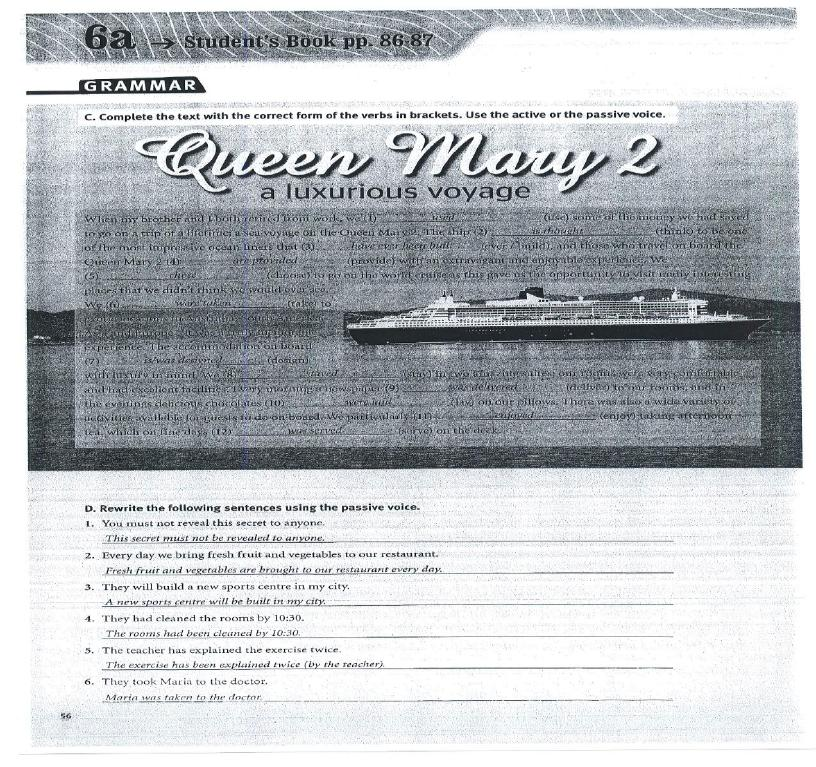 6a → Student's Book pp. 86-87
GRAMMAR
C. Complete the text with the correct form of the verbs in brackets. Use the active or the passive voice.
Queen Mary 2
a luxurious voyage
When my brother and I both retired from work, we (1) used (use) some of the money we had saved
to go on a trip of a lifetime: a sea voyage on the Queen Mary 2. The ship (2) is thought (think) to be one
of the most impressive ocean liners that (3) have ever been built (ever / build), and those who travel on board the
Queen Mary 2 (4) are provided (provide) with an extravagant and enjoyable experience. We
(5) chose (choose) to go on the world cruise as this gave us the opportunity to visit many interesting
places that we didn't think we would ever see.
We (6) were taken (take) to
experience. The accommodation on board
(7) is/was designed (design)
with luxury in mind. We (8) stayed (stay) in two
and had excellent facilities. Every morning a newspaper (9) was delivered (deliver) to our rooms, and in
the evenings delicious chocolates (10) were left (lay) on our pillows. There was also a wide variety of
activities available for guests to do on board. We particularly (11) enjoyed (enjoy) taking afternoon
tea, which on fine days (12) was served (serve) on the deck.
D. Rewrite the following sentences using the passive voice.
1. You must not reveal this secret to anyone.
This secret must not be revealed to anyone.
2. Every day we bring fresh fruit and vegetables to our restaurant.
Fresh fruit and vegetables are brought to our restaurant every day.
3. They will build a new sports centre in my city.
A new sports centre will be built in my city.
4. They had cleaned the rooms by 10:30.
The rooms had been cleaned by 10:30.
5. The teacher has explained the exercise twice.
The exercise has been explained twice (by the teacher).
6. They took Maria to the doctor.
Maria was taken to the doctor.
56